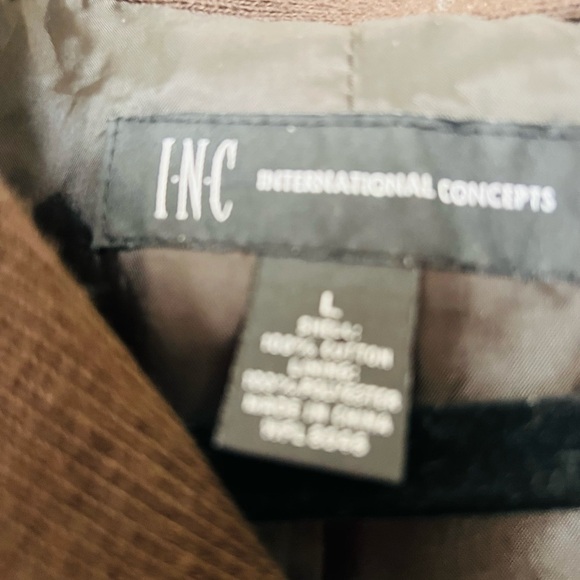 I·N·C INTERNATIONAL CONCEPTS
L
SHELL:
100% COTTON
LINING:
100% POLYESTER
MADE IN CHINA